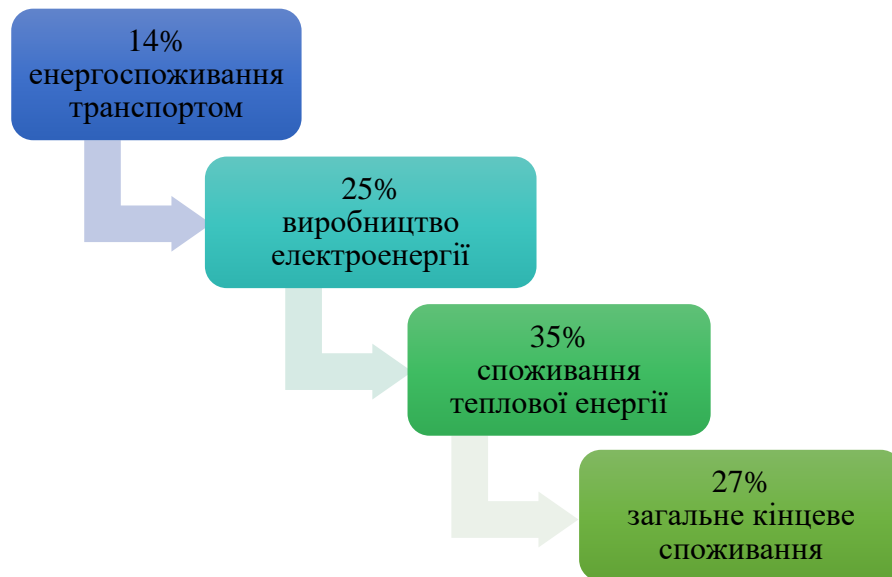 14%
енергоспоживання
транспортом
25%
виробництво
електроенергії
35%
споживання
теплової енергії
27%
загальне кінцеве
споживання